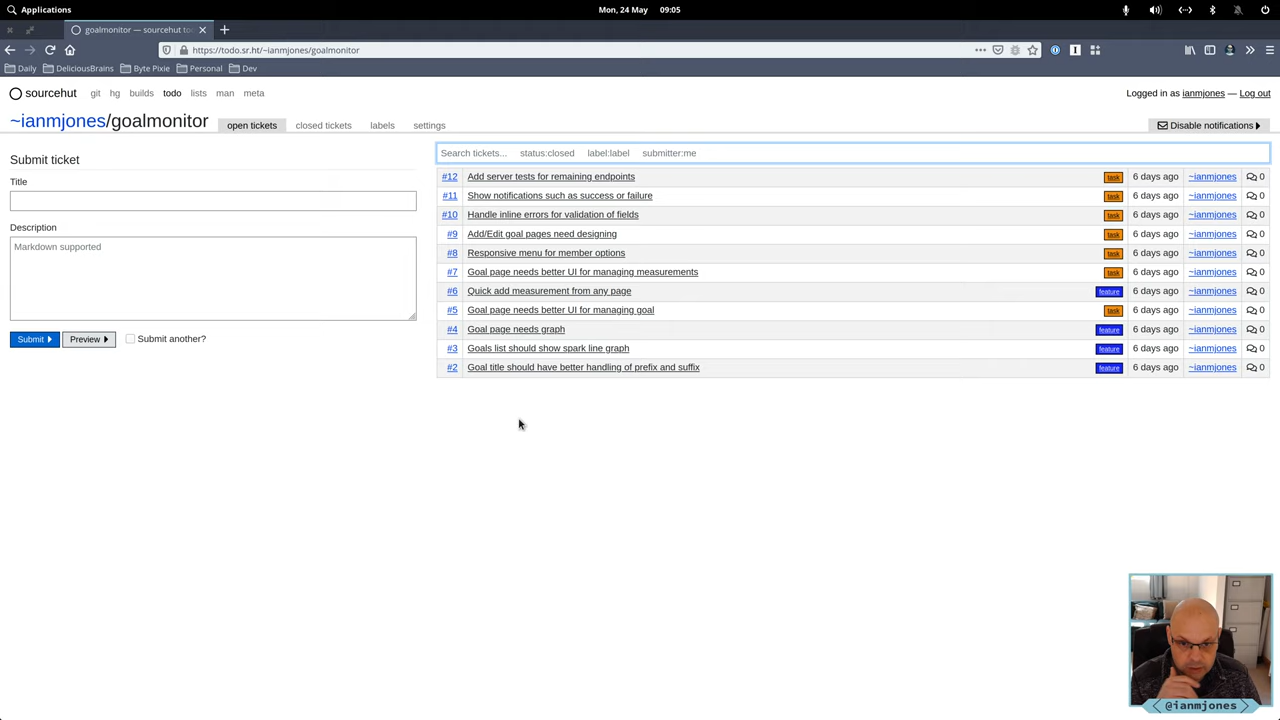 Applications
Mon, 24 May 09:05
goalmonitor — sourcehut to
https://todo.sr.ht/~ianmjones/goalmonitor
Daily DeliciousBrains Byte Pixie Personal Dev
sourcehut git hg builds todo lists man meta
Logged in as ianmjones — Log out
~ianmjones/goalmonitor open tickets closed tickets labels settings
Disable notifications
Submit ticket
Title
Description
Markdown supported
Submit Preview Submit another?
Search tickets... status:closed label:label submitter:me
#12 Add server tests for remaining endpoints task 6 days ago ~ianmjones 0
#11 Show notifications such as success or failure task 6 days ago ~ianmjones 0
#10 Handle inline errors for validation of fields task 6 days ago ~ianmjones 0
#9 Add/Edit goal pages need designing task 6 days ago ~ianmjones 0
#8 Responsive menu for member options task 6 days ago ~ianmjones 0
#7 Goal page needs better UI for managing measurements task 6 days ago ~ianmjones 0
#6 Quick add measurement from any page feature 6 days ago ~ianmjones 0
#5 Goal page needs better UI for managing goal task 6 days ago ~ianmjones 0
#4 Goal page needs graph feature 6 days ago ~ianmjones 0
#3 Goals list should show spark line graph feature 6 days ago ~ianmjones 0
#2 Goal title should have better handling of prefix and suffix feature 6 days ago ~ianmjones 0
<@ianmjones>